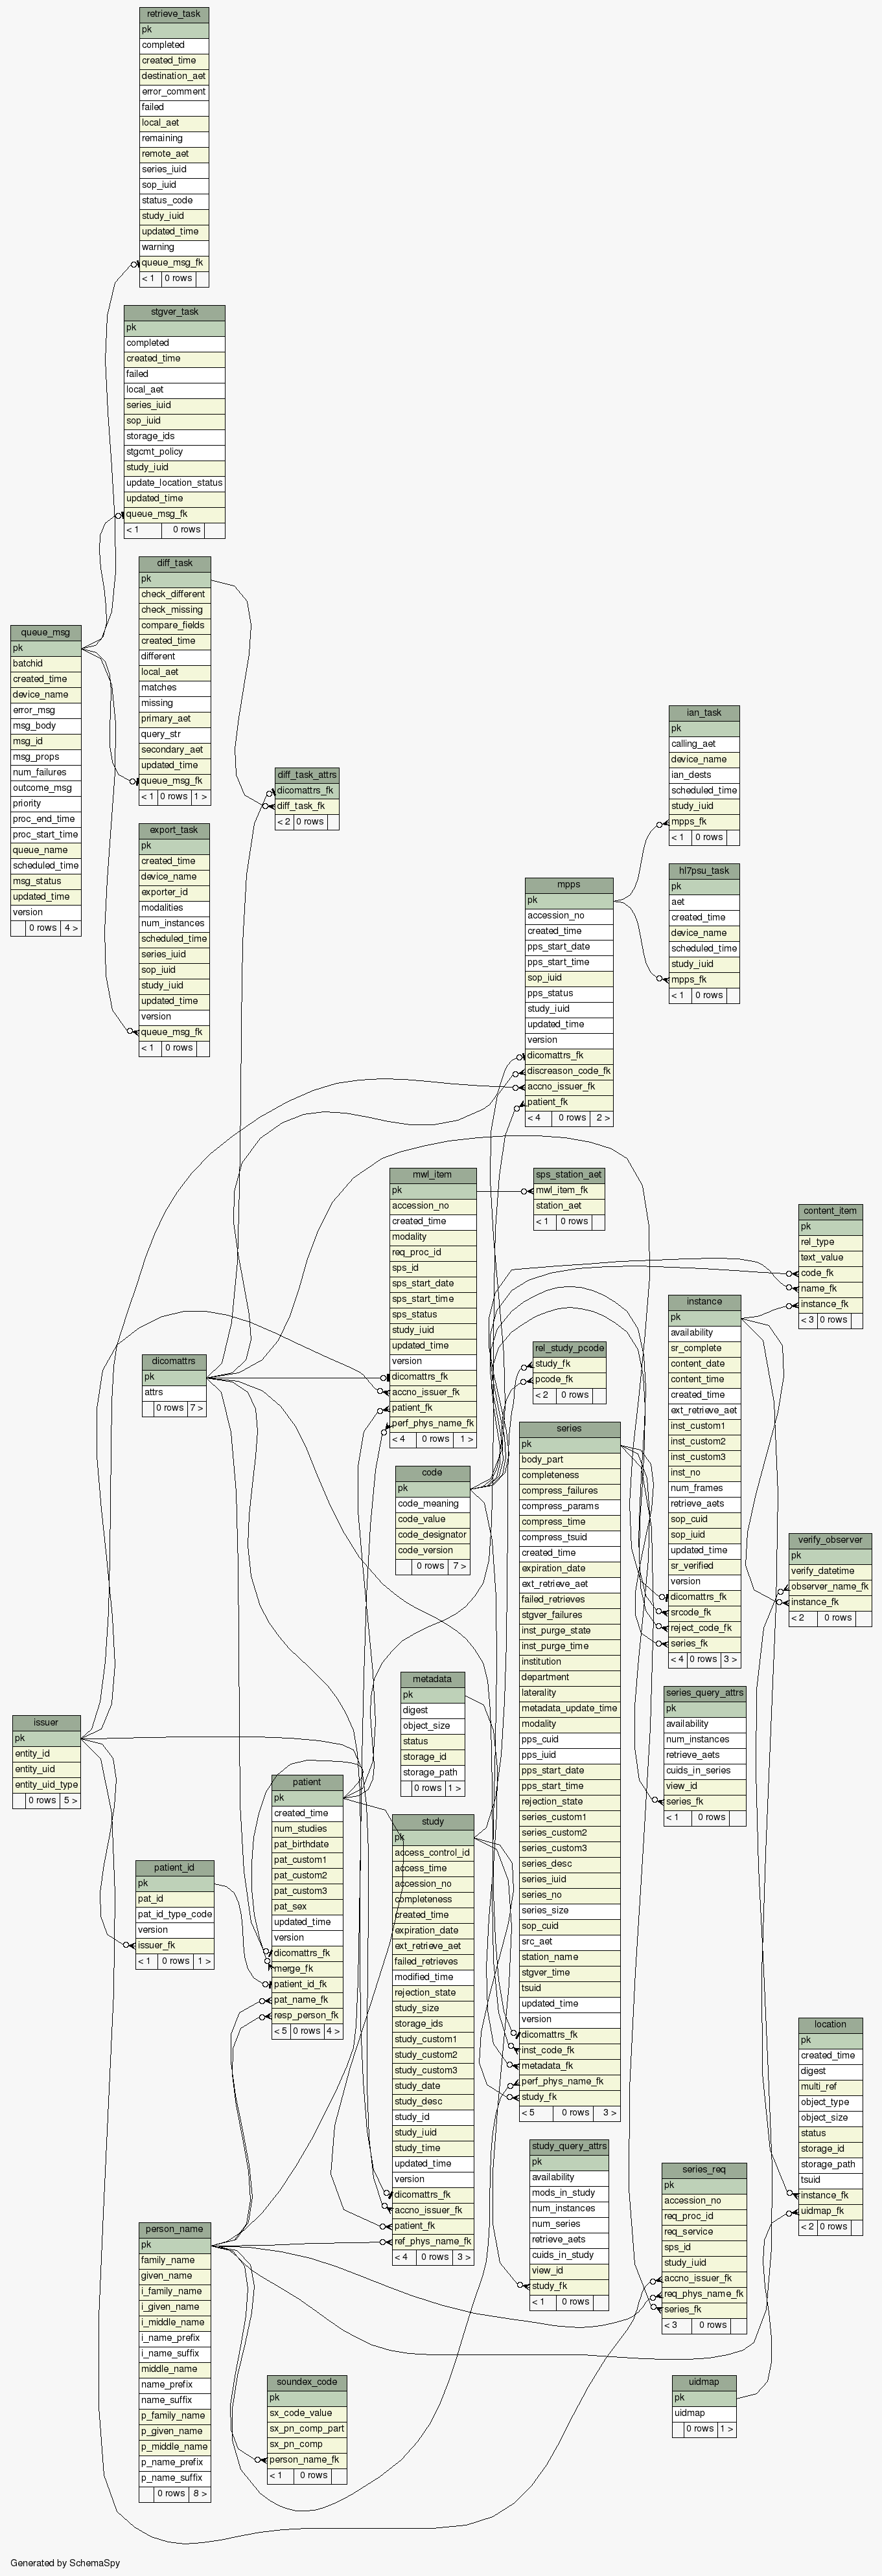 retrieve_task
pk
completed
created_time
destination_aet
error_comment
failed
local_aet
remaining
remote_aet
series_iuid
sop_iuid
status_code
study_iuid
updated_time
warning
queue_msg_fk
< 1 0 rows
stgver_task
pk
completed
created_time
failed
local_aet
series_iuid
sop_iuid
storage_ids
stgcmt_policy
study_iuid
update_location_status
updated_time
queue_msg_fk
< 1 0 rows
diff_task
pk
check_different
check_missing
compare_fields
created_time
different
local_aet
matches
missing
primary_aet
query_str
secondary_aet
updated_time
queue_msg_fk
< 1 0 rows 1 >
queue_msg
pk
batchid
created_time
device_name
error_msg
msg_body
msg_id
msg_props
num_failures
outcome_msg
priority
proc_end_time
proc_start_time
queue_name
scheduled_time
msg_status
updated_time
version
0 rows 4 >
diff_task_attrs
dicomattrs_fk
diff_task_fk
< 2 0 rows
export_task
pk
created_time
device_name
exporter_id
modalities
num_instances
scheduled_time
series_iuid
sop_iuid
study_iuid
updated_time
version
queue_msg_fk
< 1 0 rows
ian_task
pk
calling_aet
device_name
ian_dests
scheduled_time
study_iuid
mpps_fk
< 1 0 rows
hl7psu_task
pk
aet
created_time
device_name
scheduled_time
study_iuid
mpps_fk
< 1 0 rows
mpps
pk
accession_no
created_time
pps_start_date
pps_start_time
sop_iuid
pps_status
study_iuid
updated_time
version
dicomattrs_fk
discreason_code_fk
accno_issuer_fk
patient_fk
< 4 0 rows 2 >
mwl_item
pk
accession_no
created_time
modality
req_proc_id
sps_id
sps_start_date
sps_start_time
sps_status
study_iuid
updated_time
version
dicomattrs_fk
accno_issuer_fk
patient_fk
perf_phys_name_fk
< 4 0 rows 1 >
sps_station_aet
mwl_item_fk
station_aet
< 1 0 rows
content_item
pk
rel_type
text_value
code_fk
name_fk
instance_fk
< 3 0 rows
instance
pk
availability
sr_complete
content_date
content_time
created_time
ext_retrieve_aet
inst_custom1
inst_custom2
inst_custom3
inst_no
num_frames
retrieve_aets
sop_cuid
sop_iuid
updated_time
sr_verified
version
dicomattrs_fk
srcode_fk
reject_code_fk
series_fk
< 4 0 rows 3 >
dicomattrs
pk
attrs
0 rows 7 >
rel_study_pcode
study_fk
pcode_fk
< 2 0 rows
code
pk
code_meaning
code_value
code_designator
code_version
0 rows 7 >
series
pk
body_part
completeness
compress_failures
compress_params
compress_time
compress_tsuid
created_time
expiration_date
ext_retrieve_aet
failed_retrieves
stgver_failures
inst_purge_state
inst_purge_time
institution
department
laterality
metadata_update_time
modality
pps_cuid
pps_iuid
pps_start_date
pps_start_time
rejection_state
series_custom1
series_custom2
series_custom3
series_desc
series_iuid
series_no
series_size
sop_cuid
src_aet
station_name
stgver_time
tsuid
updated_time
version
dicomattrs_fk
inst_code_fk
metadata_fk
perf_phys_name_fk
study_fk
< 5 0 rows 3 >
verify_observer
pk
verify_datetime
observer_name_fk
instance_fk
< 2 0 rows
metadata
pk
digest
object_size
status
storage_id
storage_path
0 rows 1 >
series_query_attrs
pk
availability
num_instances
retrieve_aets
cuids_in_series
view_id
series_fk
< 1 0 rows
issuer
pk
entity_id
entity_uid
entity_uid_type
0 rows 5 >
patient
pk
created_time
num_studies
pat_birthdate
pat_custom1
pat_custom2
pat_custom3
pat_sex
updated_time
version
dicomattrs_fk
merge_fk
patient_id_fk
pat_name_fk
resp_person_fk
< 5 0 rows 4 >
study
pk
access_control_id
access_time
accession_no
completeness
created_time
expiration_date
ext_retrieve_aet
failed_retrieves
modified_time
rejection_state
study_size
storage_ids
study_custom1
study_custom2
study_custom3
study_date
study_desc
study_id
study_iuid
study_time
updated_time
version
dicomattrs_fk
accno_issuer_fk
patient_fk
ref_phys_name_fk
< 4 0 rows 3 >
patient_id
pk
pat_id
pat_id_type_code
version
issuer_fk
< 1 0 rows 1 >
location
pk
created_time
digest
multi_ref
object_type
object_size
status
storage_id
storage_path
tsuid
instance_fk
uidmap_fk
< 2 0 rows
study_query_attrs
pk
availability
mods_in_study
num_instances
num_series
retrieve_aets
cuids_in_study
view_id
study_fk
< 1 0 rows
series_req
pk
accession_no
req_proc_id
req_service
sps_id
study_iuid
accno_issuer_fk
req_phys_name_fk
series_fk
< 3 0 rows
person_name
pk
family_name
given_name
i_family_name
i_given_name
i_middle_name
i_name_prefix
i_name_suffix
middle_name
name_prefix
name_suffix
p_family_name
p_given_name
p_middle_name
p_name_prefix
p_name_suffix
0 rows 8 >
soundex_code
pk
sx_code_value
sx_pn_comp_part
sx_pn_comp
person_name_fk
< 1 0 rows
uidmap
pk
uidmap
0 rows 1 >
Generated by SchemaSpy